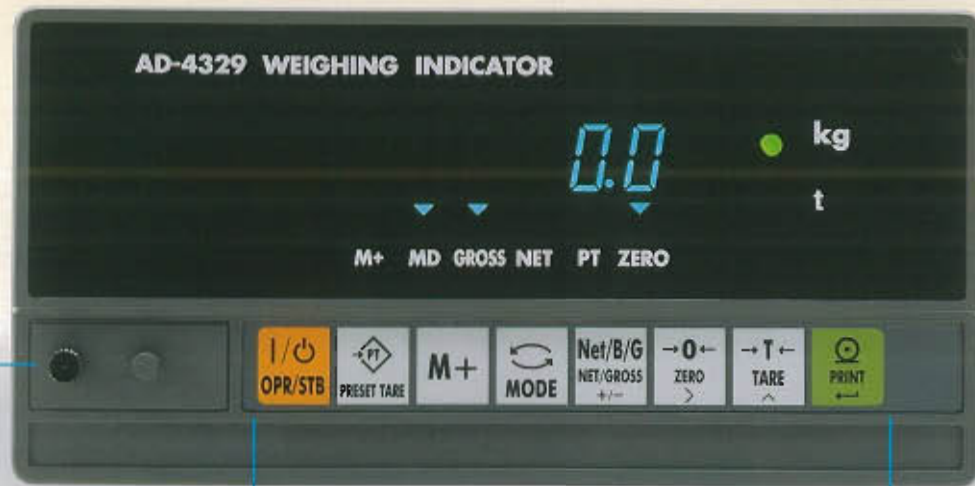 AD-4329 WEIGHING INDICATOR
0.0
kg
t
M+ MD GROSS NET PT ZERO
I/⏻ OPR/STB
→PT PRESET TARE
M+
MODE
Net/B/G NET/GROSS +/−
→0← ZERO >
→T← TARE ^
PRINT ↵